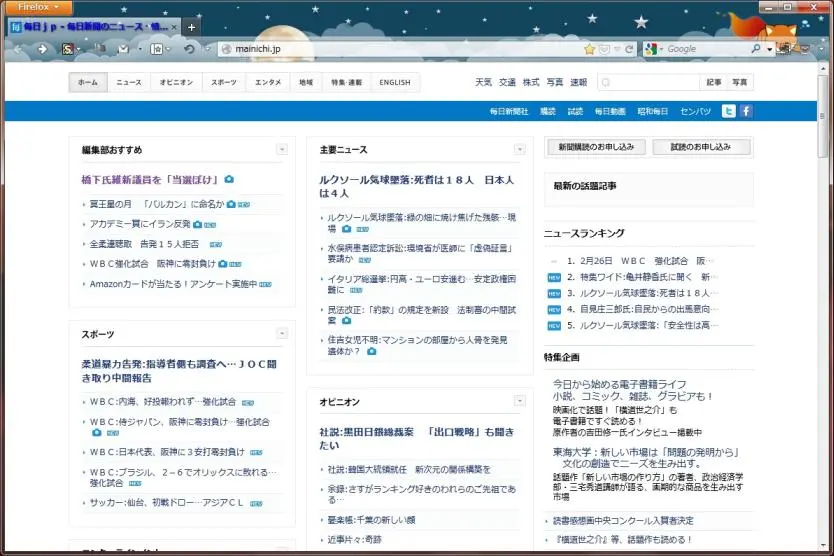 Firefox
毎日ｊｐ - 毎日新聞のニュース・情...
mainichi.jp
Google
ホーム
ニュース
オピニオン
スポーツ
エンタメ
地域
特集・連載
ENGLISH
天気 交通 株式 写真 速報
記事
写真
毎日新聞社 購読 試読 毎日動画 昭和毎日 センバツ
編集部おすすめ
橋下氏維新議員を「当選ぼけ」
冥王星の月 「バルカン」に命名か NEW
アカデミー賞にイラン反発 NEW
全柔連聴取 告発１５人拒否 NEW
ＷＢＣ強化試合 阪神に零封負け NEW
Amazonカードが当たる！アンケート実施中 NEW
スポーツ
柔道暴力告発：指導者側も調査へ…ＪＯＣ聞
き取り中間報告
ＷＢＣ：内海、好投報われず…強化試合 NEW
ＷＢＣ：侍ジャパン、阪神に零封負け…強化試合
NEW
ＷＢＣ：日本代表、阪神に３安打零封負け NEW
ＷＢＣ：ブラジル、２－６でオリックスに敗れる…
強化試合 NEW
サッカー：仙台、初戦ドロー…アジアＣＬ NEW
主要ニュース
ルクソール気球墜落：死者は１８人 日本人
は４人
ルクソール気球墜落：緑の畑に焼け焦げた残骸…現
場 NEW
水俣病患者認定訴訟：環境省が医師に「虚偽証言」
要請か NEW
イタリア総選挙：円高・ユーロ安進む…安定政権困
難に NEW
民法改正：「約款」の規定を新設 法制審の中間試
案
住吉女児不明：マンションの部屋から人骨を発見
遺体か？
オピニオン
社説：黒田日銀総裁案 「出口戦略」も聞き
たい
社説：韓国大統領就任 新次元の関係構築を
余録：さすがランキング好きのわれらのご先祖であ
る…
憂楽帳：千葉の新しい顔
近事片々：奇跡
新聞購読のお申し込み
試読のお申し込み
最新の話題記事
ニュースランキング
1. 2月26日 ＷＢＣ 強化試合 阪…
NEW 2. 特集ワイド：亀井静香氏に聞く 新…
NEW 3. ルクソール気球墜落：死者は１８人…
NEW 4. 自見庄三郎氏：自民からの出馬意向…
NEW 5. ルクソール気球墜落：「安全性は高…
特集企画
今日から始める電子書籍ライフ
小説、コミック、雑誌、グラビアも！
映画化で話題！「横道世之介」も
電子書籍ですぐ読める！
原作者の吉田修一氏インタビュー掲載中
東海大学：新しい市場は「問題の発明から」
文化の創造でニーズを生み出す。
話題作「新しい市場の作り方」の著者、政治経済学
部・三宅秀道講師が語る、画期的な商品を生み出す
市場
読書感想画中央コンクール入賞者決定
『横道世之介』等、話題作も読める！